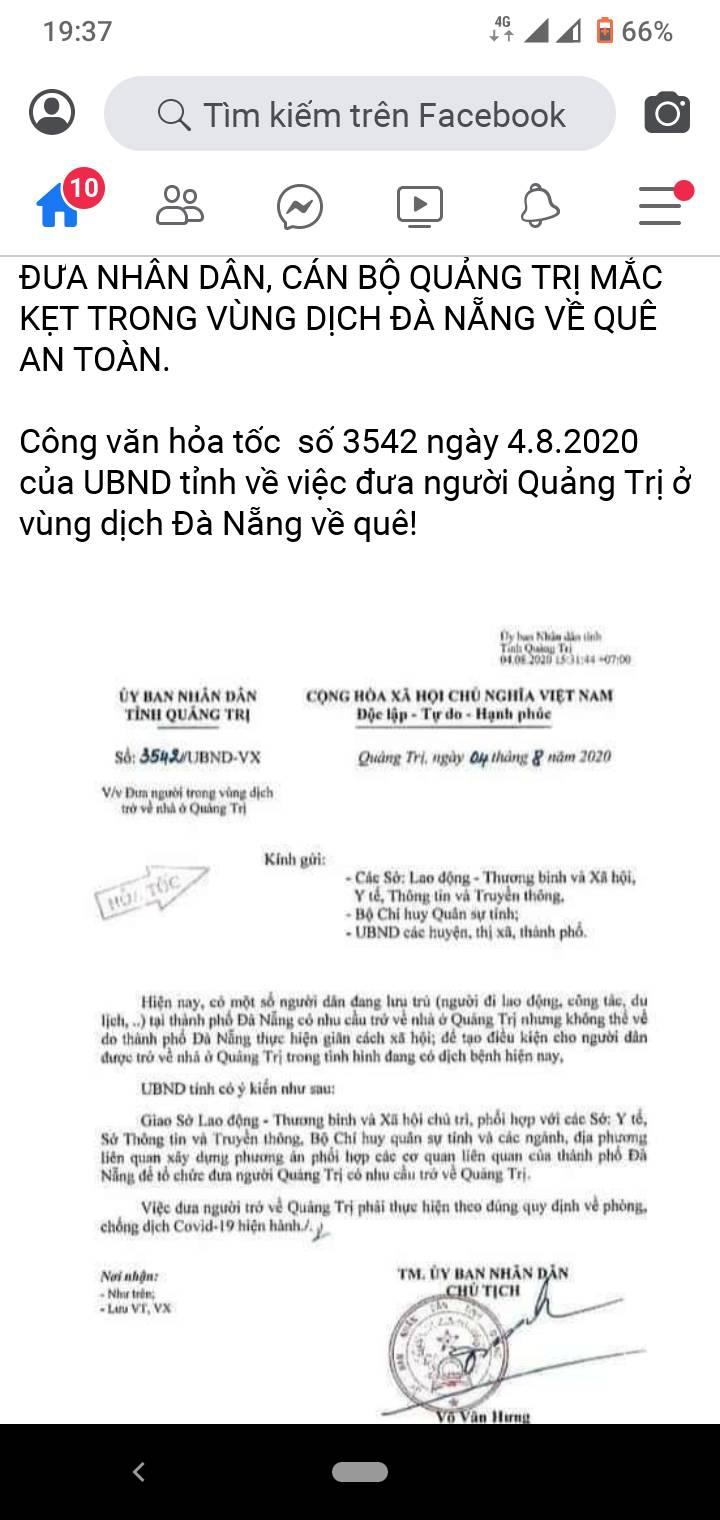 19:37
4G
66%
Tìm kiếm trên Facebook
10
ĐƯA NHÂN DÂN, CÁN BỘ QUẢNG TRỊ MẮC
KẸT TRONG VÙNG DỊCH ĐÀ NẴNG VỀ QUÊ
AN TOÀN.
Công văn hỏa tốc  số 3542 ngày 4.8.2020
của UBND tỉnh về việc đưa người Quảng Trị ở
vùng dịch Đà Nẵng về quê!
Ủy ban Nhân dân tỉnh
Tỉnh Quảng Trị
04.08.2020 15:31:44 +07:00
ỦY BAN NHÂN DÂN
TỈNH QUẢNG TRỊ
CỘNG HÒA XÃ HỘI CHỦ NGHĨA VIỆT NAM
Độc lập - Tự do - Hạnh phúc
Số: 3542/UBND-VX
Quảng Trị, ngày 04 tháng 8 năm 2020
V/v Đưa người trong vùng dịch
trở về nhà ở Quảng Trị
HỎA TỐC
Kính gửi:
- Các Sở: Lao động - Thương binh và Xã hội,
Y tế, Thông tin và Truyền thông,
- Bộ Chỉ huy Quân sự tỉnh;
- UBND các huyện, thị xã, thành phố.
Hiện nay, có một số người dân đang lưu trú (người đi lao động, công tác, du
lịch, ..) tại thành phố Đà Nẵng có nhu cầu trở về nhà ở Quảng Trị nhưng không thể về
do thành phố Đà Nẵng thực hiện giãn cách xã hội; để tạo điều kiện cho người dân
được trở về nhà ở Quảng Trị trong tình hình đang có dịch bệnh hiện nay,
UBND tỉnh có ý kiến như sau:
Giao Sở Lao động - Thương binh và Xã hội chủ trì, phối hợp với các Sở: Y tế,
Sở Thông tin và Truyền thông, Bộ Chỉ huy quân sự tỉnh và các ngành, địa phương
liên quan xây dựng phương án phối hợp các cơ quan liên quan của thành phố Đà
Nẵng để tổ chức đưa người Quảng Trị có nhu cầu trở về Quảng Trị.
Việc đưa người trở về Quảng Trị phải thực hiện theo đúng quy định về phòng,
chống dịch Covid-19 hiện hành./.
Nơi nhận:
- Như trên;
- Lưu VT, VX
TM. ỦY BAN NHÂN DÂN
CHỦ TỊCH
Võ Văn Hưng